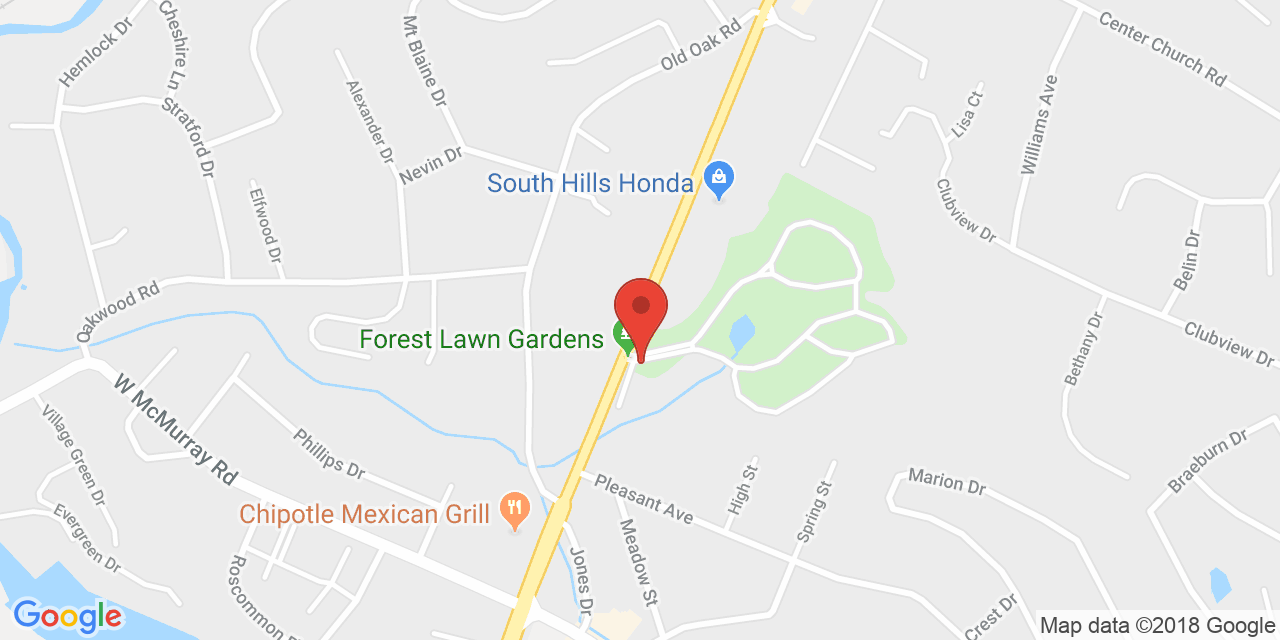 Hemlock Dr
Cheshire Ln
Stratford Dr
Mt Blaine Dr
Alexander Dr
Nevin Dr
Elfwood Dr
Old Oak Rd
Center Church Rd
Williams Ave
Lisa Ct
Clubview Dr
Belin Dr
South Hills Honda
Oakwood Rd
Forest Lawn Gardens
Bethany Dr
Clubview Dr
W McMurray Rd
Village Green Dr
Phillips Dr
Evergreen Dr
Chipotle Mexican Grill
Pleasant Ave
High St
Spring St
Marion Dr
Braeburn Dr
Roscommon
Jones Dr
Meadow St
Crest Dr
Google
Map data ©2018 Google